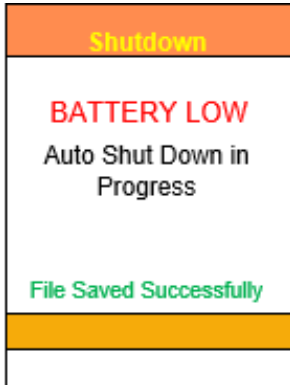 Shutdown
BATTERY LOW
Auto Shut Down in
Progress
File Saved Successfully